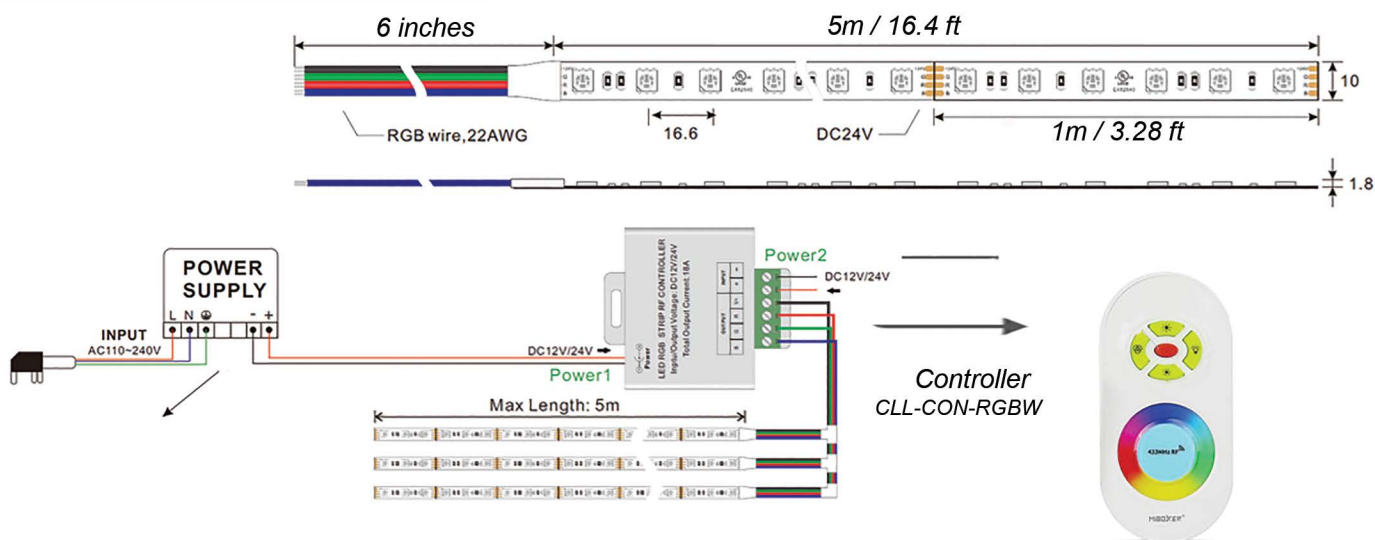 6 inches
5m / 16.4 ft
10
RGB wire,22AWG
16.6
DC24V
1m / 3.28 ft
1.8
POWER
SUPPLY
L N - +
INPUT
AC110~240V
DC12V/24V
Power1
Power
LED RGB STRIP RF CONTROLLER
Inptu/Output Voltage: DC12V/24V
Total Output Current:18A
INPUT
OUTPUT
V+
R
G
B
Power2
DC12V/24V
Max Length: 5m
Controller
CLL-CON-RGBW
433MHz RF
MiBOXER